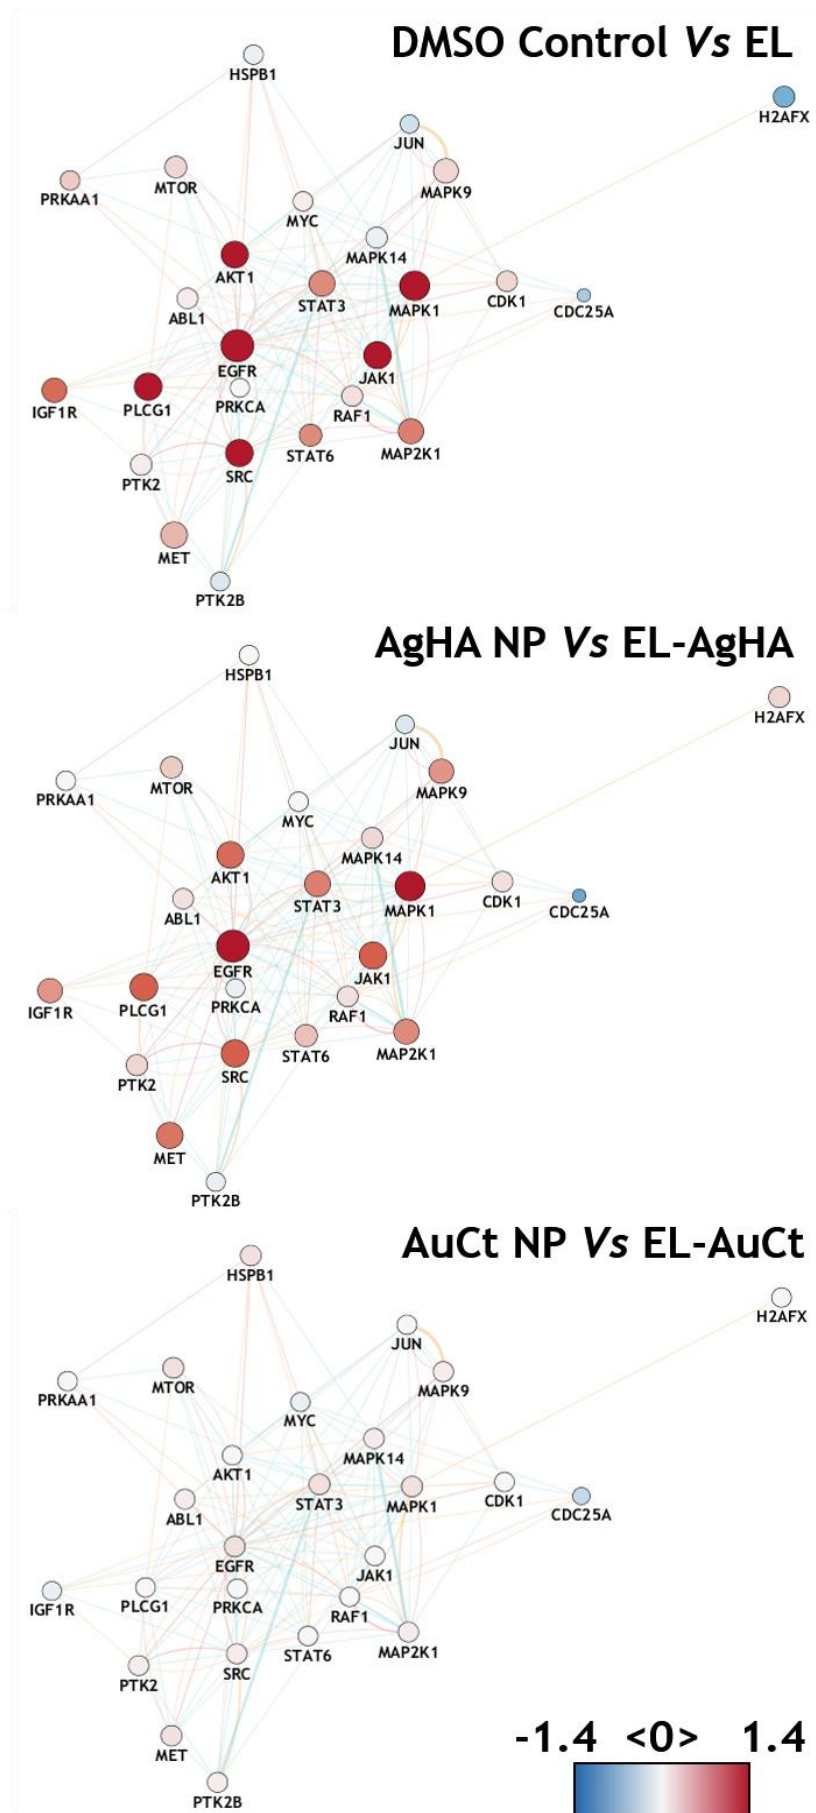 DMSO Control Vs EL
HSPB1
H2AFX
JUN
MAPK9
PRKAA1
MTOR
MYC
MAPK14
AKT1
STAT3
MAPK1
CDK1
CDC25A
ABL1
EGFR
JAK1
IGF1R
PLCG1
PRKCA
RAF1
STAT6
MAP2K1
PTK2
SRC
MET
PTK2B
AgHA NP Vs EL-AgHA
HSPB1
H2AFX
JUN
MAPK9
PRKAA1
MTOR
MYC
MAPK14
AKT1
STAT3
MAPK1
CDK1
CDC25A
ABL1
EGFR
JAK1
IGF1R
PLCG1
PRKCA
RAF1
STAT6
MAP2K1
PTK2
SRC
MET
PTK2B
AuCt NP Vs EL-AuCt
HSPB1
H2AFX
JUN
MAPK9
PRKAA1
MTOR
MYC
MAPK14
AKT1
STAT3
MAPK1
CDK1
CDC25A
ABL1
EGFR
JAK1
IGF1R
PLCG1
PRKCA
RAF1
STAT6
MAP2K1
PTK2
SRC
MET
PTK2B
-1.4 <0> 1.4